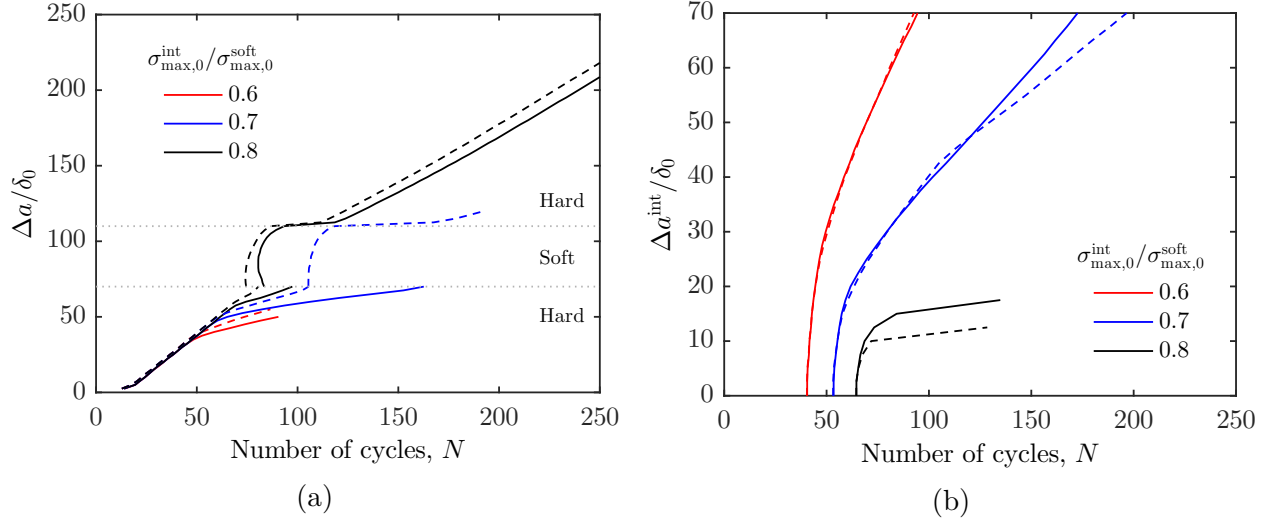 250
200
150
100
50
0
Δa/δ₀
σ^int_max,0/σ^soft_max,0
0.6
0.7
0.8
Hard
Soft
Hard
0 50 100 150 200 250
Number of cycles, N
(a)
70
60
50
40
30
20
10
0
Δa^int/δ₀
σ^int_max,0/σ^soft_max,0
0.6
0.7
0.8
0 50 100 150 200 250
Number of cycles, N
(b)